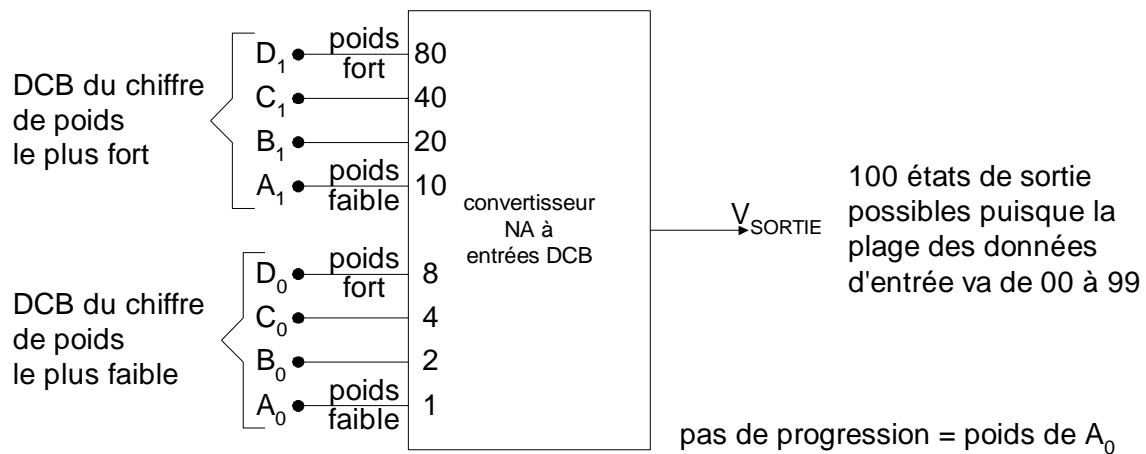 DCB du chiffre
de poids
le plus fort
D1
poids
fort
80
C1
40
B1
20
A1
poids
faible
10
DCB du chiffre
de poids
le plus faible
D0
poids
fort
8
C0
4
B0
2
A0
poids
faible
1
convertisseur
NA à
entrées DCB
VSORTIE
100 états de sortie
possibles puisque la
plage des données
d'entrée va de 00 à 99
pas de progression = poids de A0